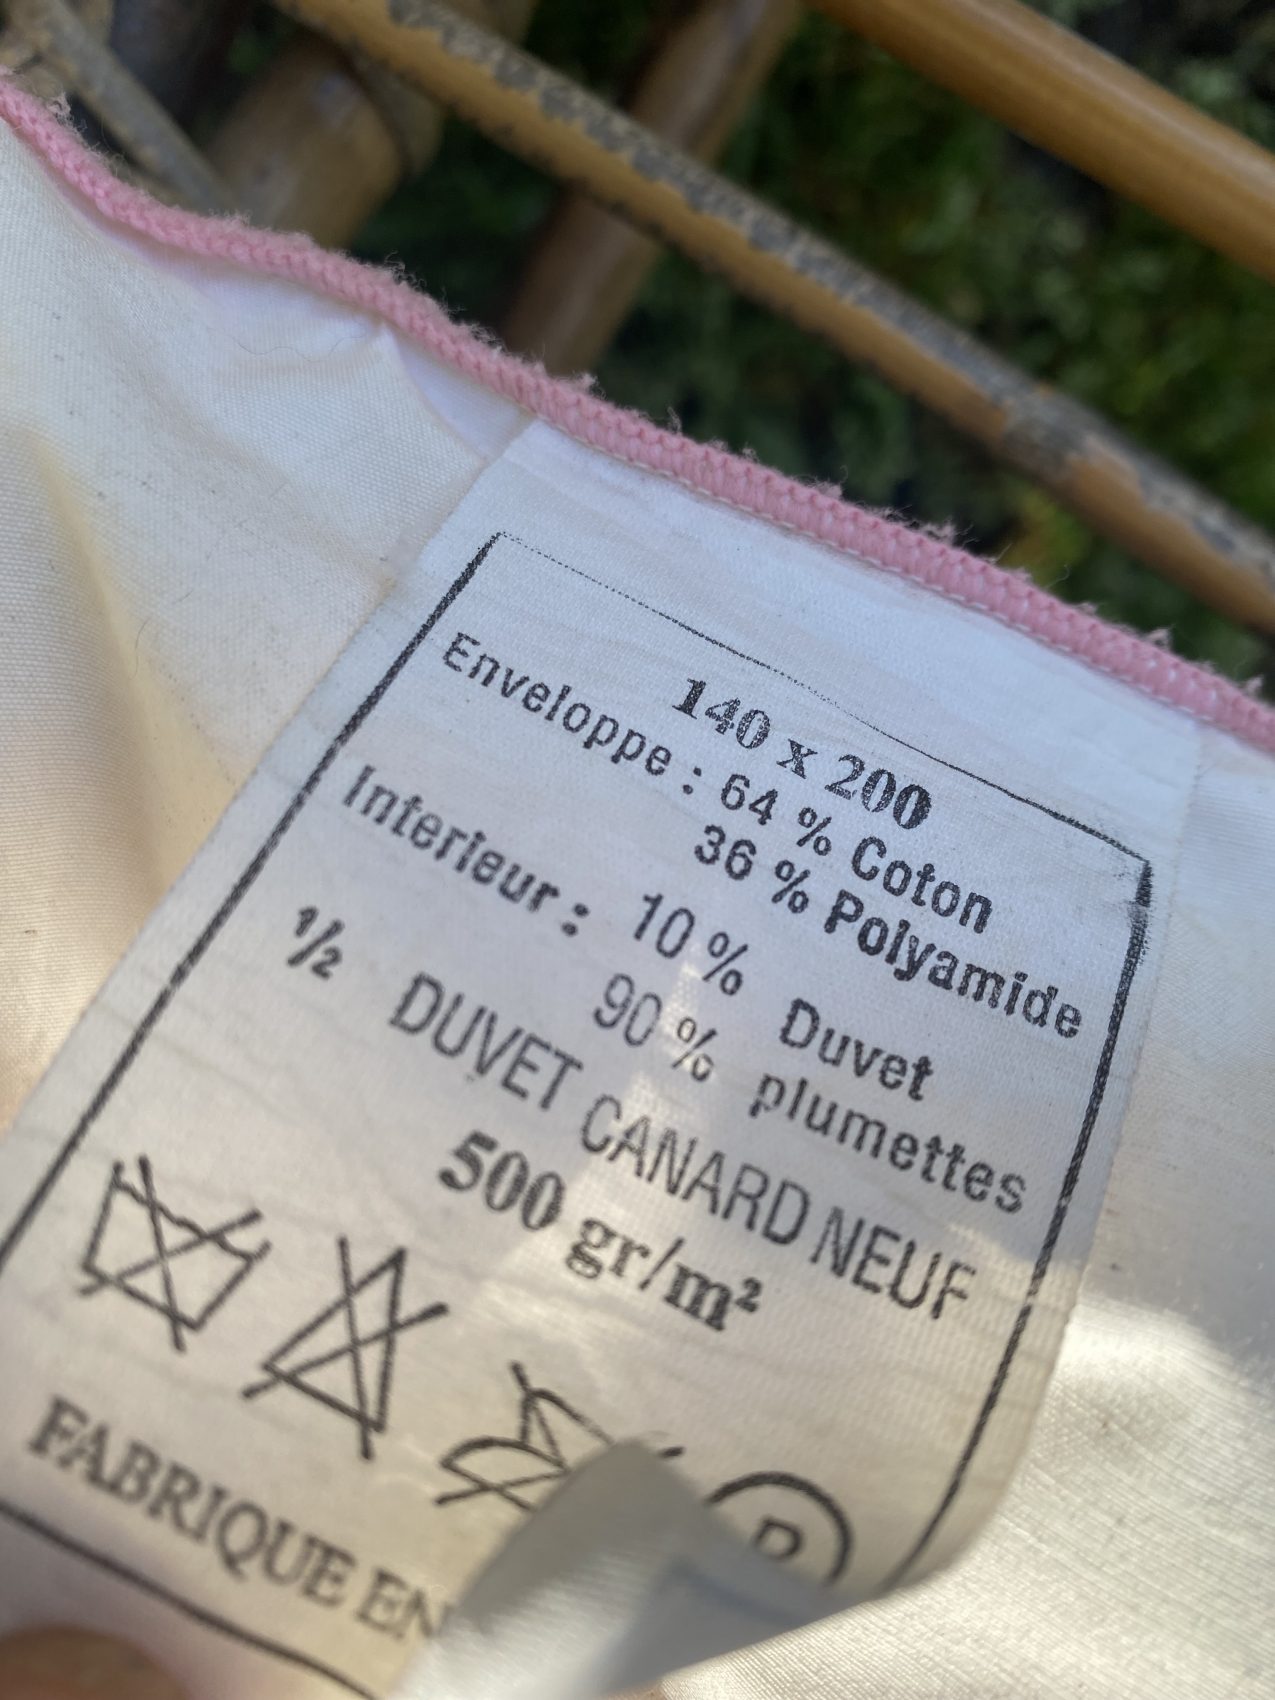 140 x 200
Enveloppe : 64 % Coton
36 % Polyamide
Interieur : 10 % Duvet
90 % plumettes
½ DUVET CANARD NEUF
500 gr/m²
P
FABRIQUE EN